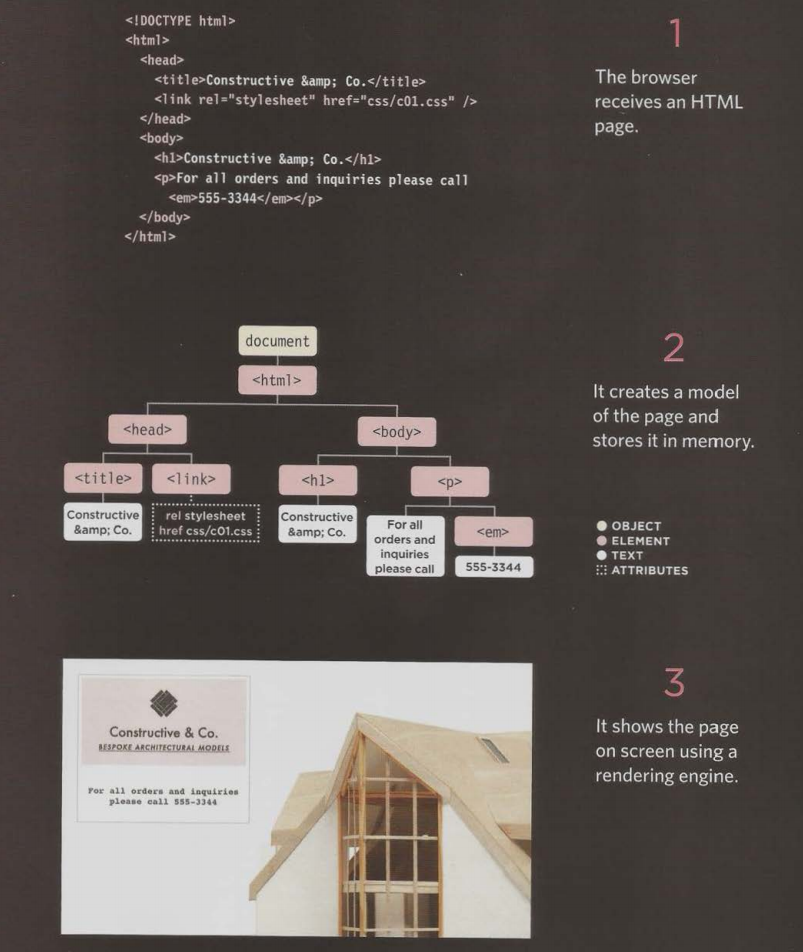 <!DOCTYPE html>
<html>
<head>
<title>Constructive &amp; Co.</title>
<link rel="stylesheet" href="css/c01.css" />
</head>
<body>
<h1>Constructive &amp; Co.</h1>
<p>For all orders and inquiries please call
<em>555-3344</em></p>
</body>
</html>
1
The browser
receives an HTML
page.
document
<html>
<head>
<body>
<title>
<link>
<h1>
<p>
Constructive
&amp; Co.
rel stylesheet
href css/c01.css
Constructive
&amp; Co.
For all
orders and
inquiries
please call
<em>
555-3344
2
It creates a model
of the page and
stores it in memory.
OBJECT
ELEMENT
TEXT
ATTRIBUTES
Constructive & Co.
BESPOKE ARCHITECTURAL MODELS
For all orders and inquiries
please call 555-3344
3
It shows the page
on screen using a
rendering engine.